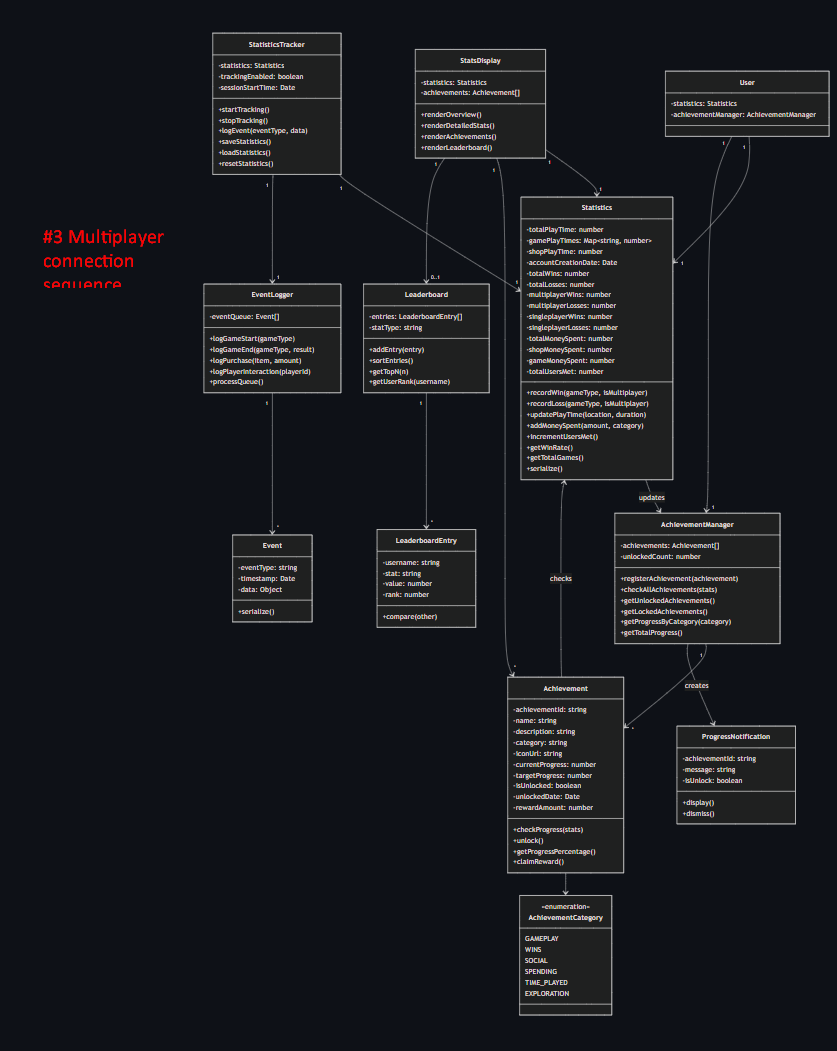 StatisticsTracker
-statistics: Statistics
-trackingEnabled: boolean
-sessionStartTime: Date
+startTracking()
+stopTracking()
+logEvent(eventType, data)
+saveStatistics()
+loadStatistics()
+resetStatistics()
StatsDisplay
-statistics: Statistics
-achievements: Achievement[]
+renderOverview()
+renderDetailedStats()
+renderAchievements()
+renderLeaderboard()
User
-statistics: Statistics
-achievementManager: AchievementManager
1
1
1
1
1
1
1
1
#3 Multiplayer
connection
sequence
Statistics
-totalPlayTime: number
-gamePlayTimes: Map<string, number>
-shopPlayTime: number
-accountCreationDate: Date
-totalWins: number
-totalLosses: number
-multiplayerWins: number
-multiplayerLosses: number
-singleplayerWins: number
-singleplayerLosses: number
-totalMoneySpent: number
-shopMoneySpent: number
-gameMoneySpent: number
-totalUsersMet: number
+recordWin(gameType, isMultiplayer)
+recordLoss(gameType, isMultiplayer)
+updatePlayTime(location, duration)
+addMoneySpent(amount, category)
+incrementUsersMet()
+getWinRate()
+getTotalGames()
+serialize()
1
0..1
1
1
EventLogger
-eventQueue: Event[]
+logGameStart(gameType)
+logGameEnd(gameType, result)
+logPurchase(item, amount)
+logPlayerInteraction(playerId)
+processQueue()
Leaderboard
-entries: LeaderboardEntry[]
-statType: string
+addEntry(entry)
+sortEntries()
+getTopN(n)
+getUserRank(username)
1
1
updates
1
*
*
Event
-eventType: string
-timestamp: Date
-data: Object
+serialize()
LeaderboardEntry
-username: string
-stat: string
-value: number
-rank: number
+compare(other)
checks
AchievementManager
-achievements: Achievement[]
-unlockedCount: number
+registerAchievement(achievement)
+checkAllAchievements(stats)
+getUnlockedAchievements()
+getLockedAchievements()
+getProgressByCategory(category)
+getTotalProgress()
1
*
creates
*
Achievement
-achievementId: string
-name: string
-description: string
-category: string
-iconUrl: string
-currentProgress: number
-targetProgress: number
-isUnlocked: boolean
-unlockedDate: Date
-rewardAmount: number
+checkProgress(stats)
+unlock()
+getProgressPercentage()
+claimReward()
ProgressNotification
-achievementId: string
-message: string
-isUnlock: boolean
+display()
+dismiss()
«enumeration»
AchievementCategory
GAMEPLAY
WINS
SOCIAL
SPENDING
TIME_PLAYED
EXPLORATION